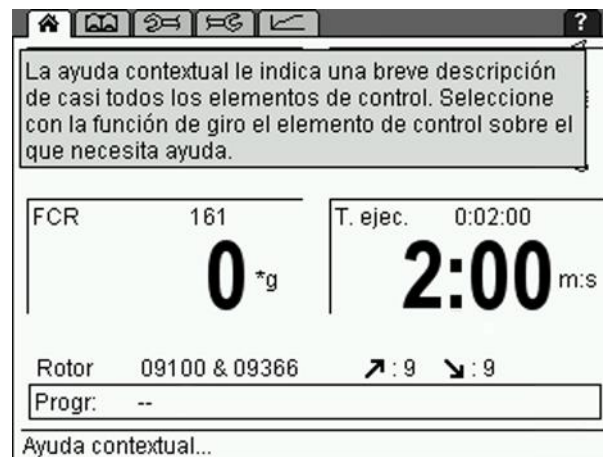 ?
La ayuda contextual le indica una breve descripción
de casi todos los elementos de control. Seleccione
con la función de giro el elemento de control sobre el
que necesita ayuda.
FCR 161
0 *g
T. ejec. 0:02:00
2:00 m:s
Rotor 09100 & 09366 ↗ : 9 ↘ : 9
Progr: --
Ayuda contextual...